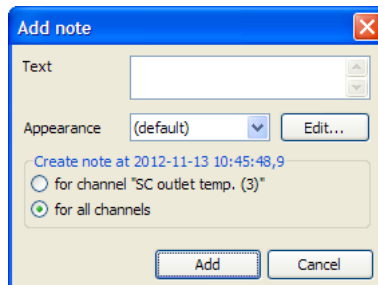 Add note
Text
Appearance (default) Edit...
Create note at 2012-11-13 10:45:48,9
for channel "SC outlet temp. (3)"
for all channels
Add Cancel